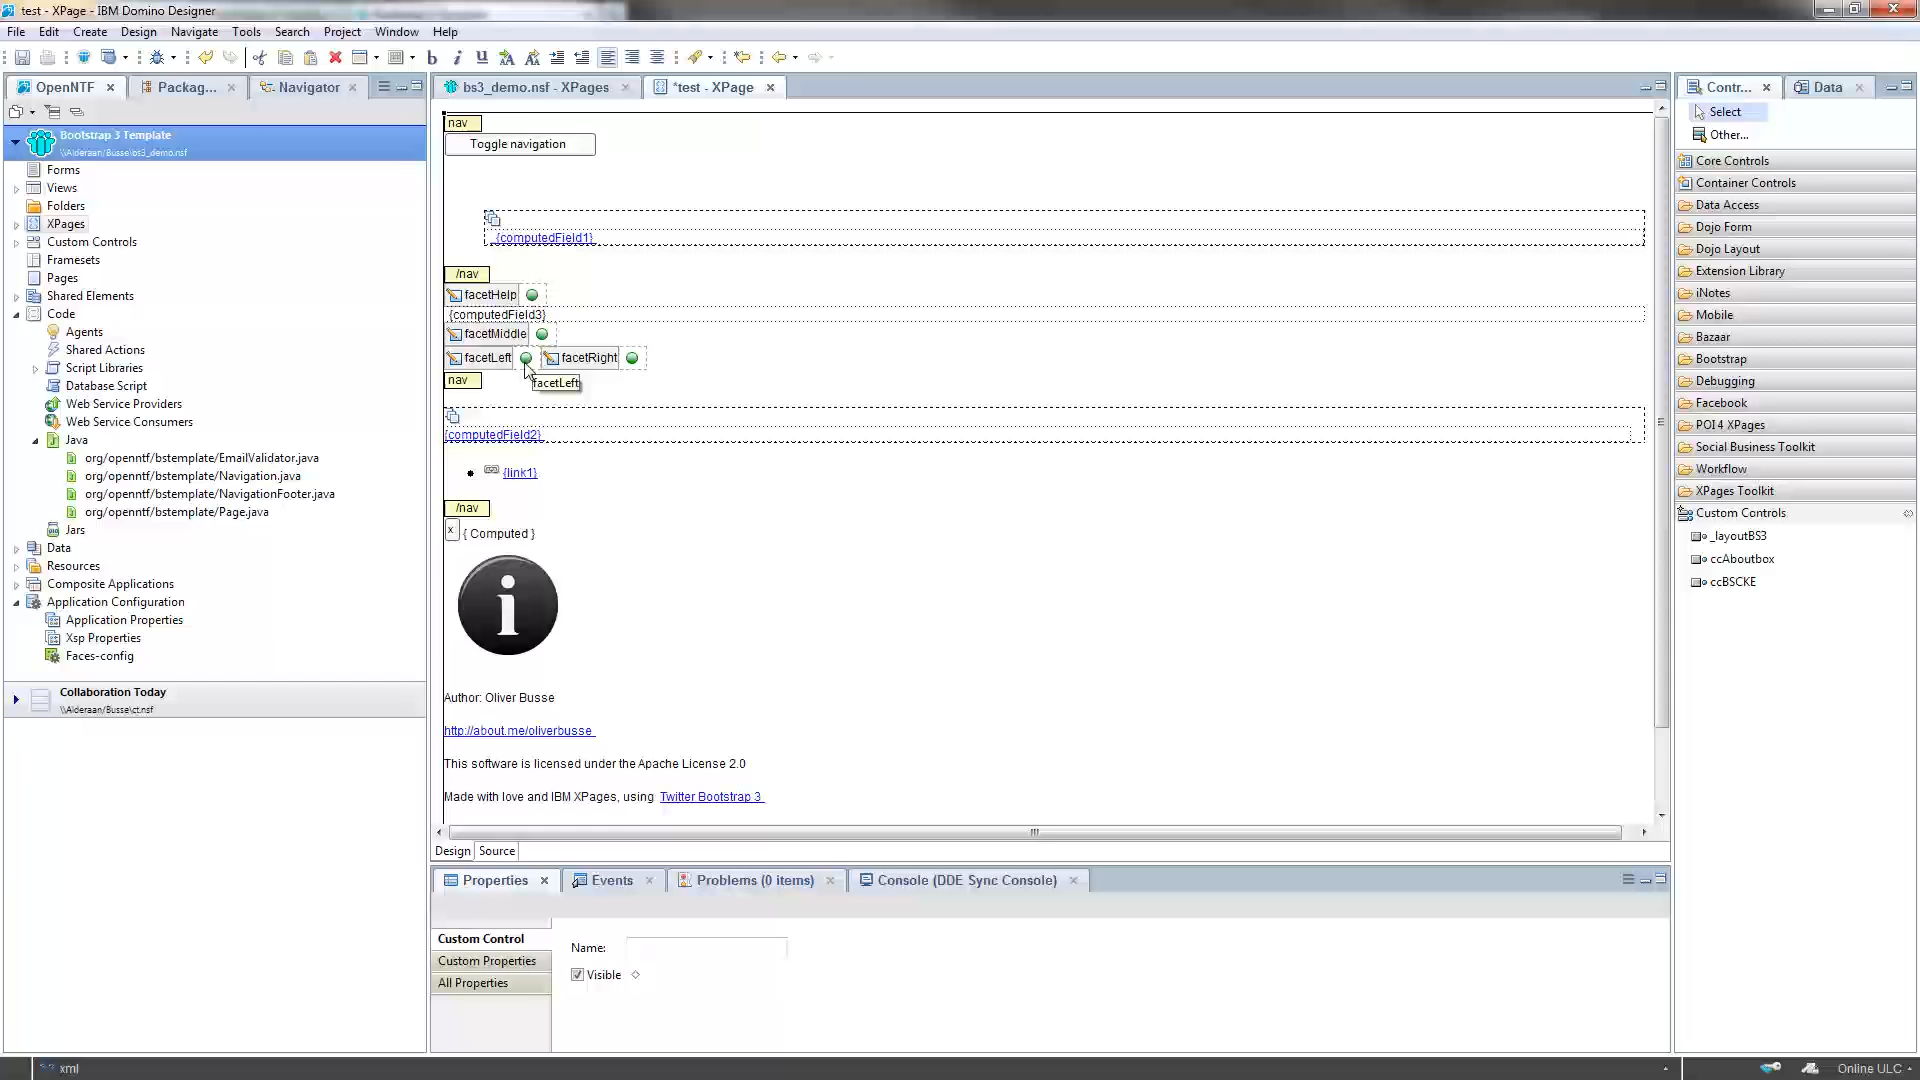 test - XPage - IBM Domino Designer
File Edit Create Design Navigate Tools Search Project Window Help
b i u
OpenNTF Packag... Navigator
bs3_demo.nsf - XPages *test - XPage
Contr... Data
Bootstrap 3 Template
\\Alderaan/Busse\bs3_demo.nsf
Forms
Views
Folders
XPages
Custom Controls
Framesets
Pages
Shared Elements
Code
Agents
Shared Actions
Script Libraries
Database Script
Web Service Providers
Web Service Consumers
Java
org/openntf/bstemplate/EmailValidator.java
org/openntf/bstemplate/Navigation.java
org/openntf/bstemplate/NavigationFooter.java
org/openntf/bstemplate/Page.java
Jars
Data
Resources
Composite Applications
Application Configuration
Application Properties
Xsp Properties
Faces-config
Collaboration Today
\\Alderaan/Busse\ct.nsf
nav
Toggle navigation
{computedField1}
/nav
facetHelp
{computedField3}
facetMiddle
facetLeft facetRight
facetLeft
nav
{computedField2}
{link1}
/nav
x { Computed }
i
Author: Oliver Busse
http://about.me/oliverbusse
This software is licensed under the Apache License 2.0
Made with love and IBM XPages, using Twitter Bootstrap 3
Design Source
Properties Events Problems (0 items) Console (DDE Sync Console)
Custom Control
Custom Properties
All Properties
Name:
Visible
Select
Other...
Core Controls
Container Controls
Data Access
Dojo Form
Dojo Layout
Extension Library
iNotes
Mobile
Bazaar
Bootstrap
Debugging
Facebook
POI4 XPages
Social Business Toolkit
Workflow
XPages Toolkit
Custom Controls
_layoutBS3
ccAboutbox
ccBSCKE
xml
Online ULC